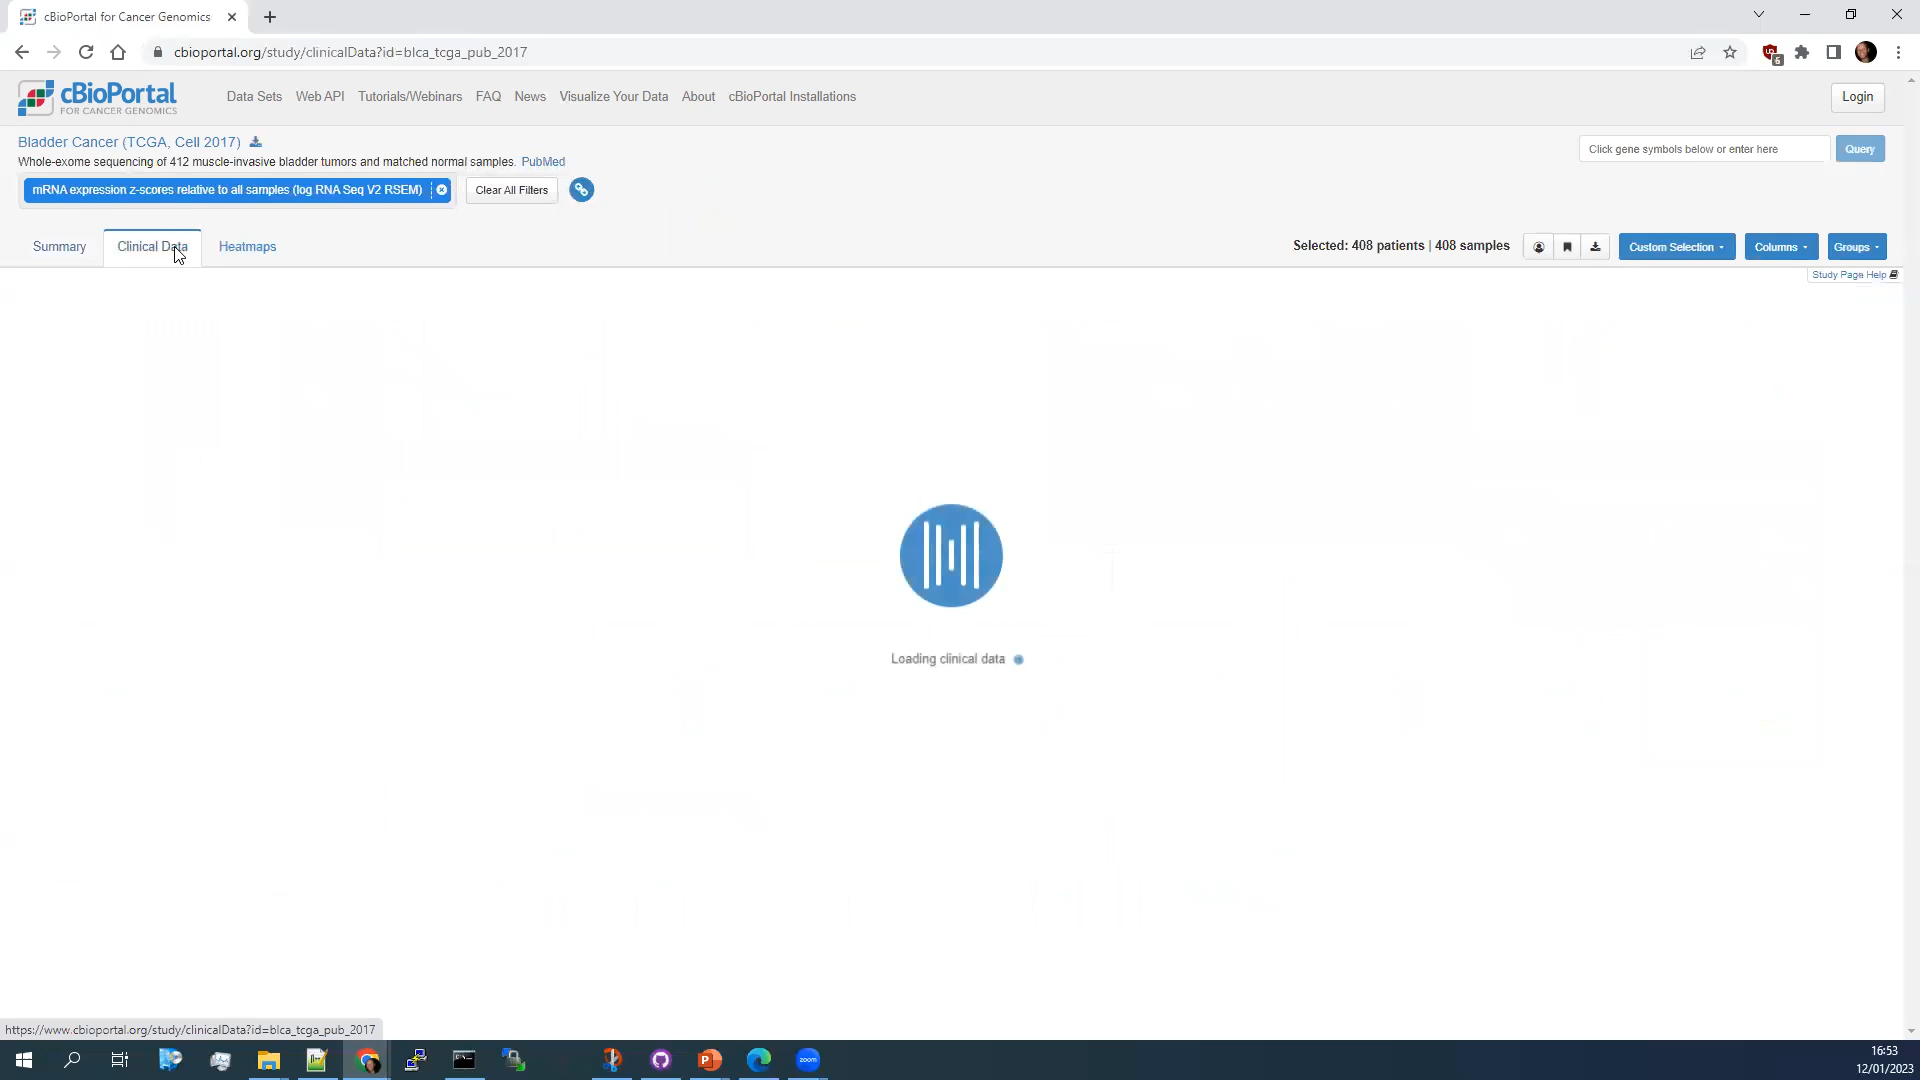 cBioPortal for Cancer Genomics
cbioportal.org/study/clinicalData?id=blca_tcga_pub_2017
6
cBioPortal
FOR CANCER GENOMICS
Data Sets Web API Tutorials/Webinars FAQ News Visualize Your Data About cBioPortal Installations
Login
Bladder Cancer (TCGA, Cell 2017)
Click gene symbols below or enter here Query
Whole-exome sequencing of 412 muscle-invasive bladder tumors and matched normal samples. PubMed
mRNA expression z-scores relative to all samples (log RNA Seq V2 RSEM) Clear All Filters
Summary Clinical Data Heatmaps
Selected: 408 patients | 408 samples Custom Selection Columns Groups
Study Page Help
Loading clinical data
https://www.cbioportal.org/study/clinicalData?id=blca_tcga_pub_2017
zoom
16:53
12/01/2023